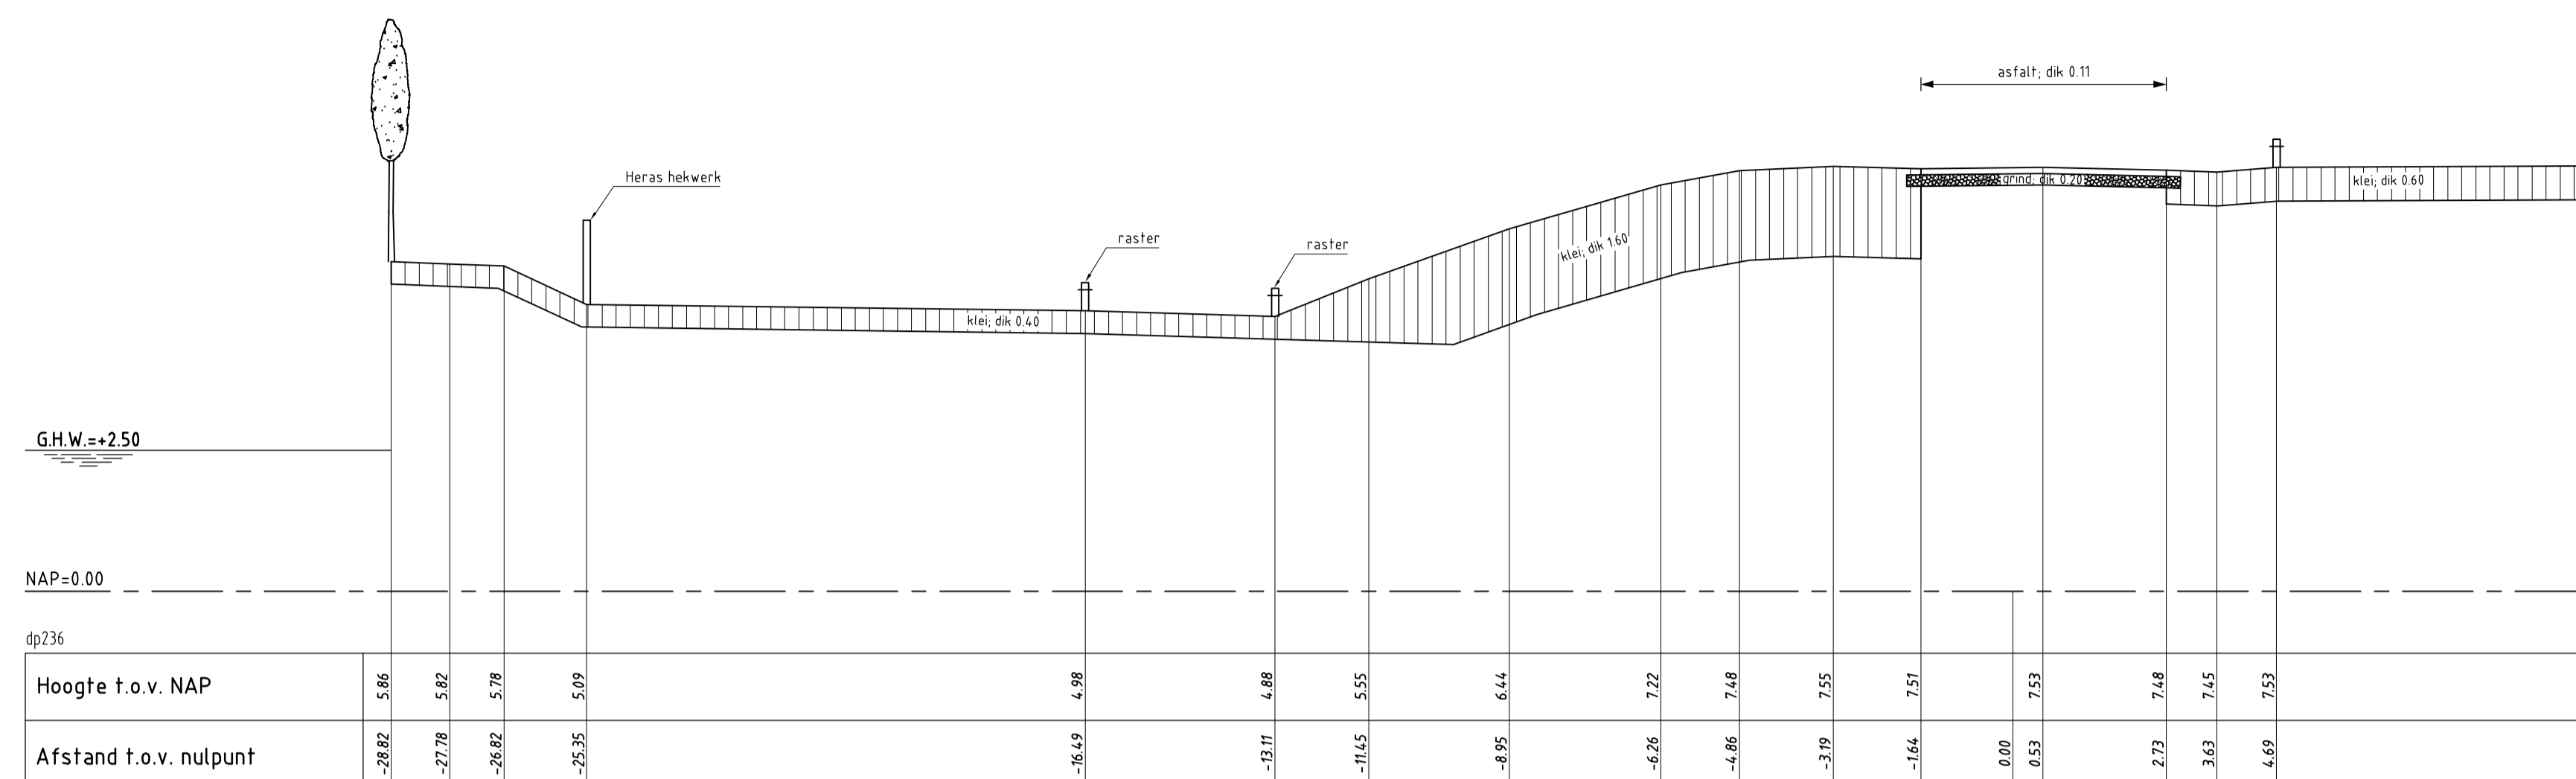 asfalt; dik 0.11
Heras hekwerk
grind; dik 0.20
klei; dik 0.60
raster
raster
klei; dik 1.60
klei; dik 0.40
G.H.W.=+2.50
NAP=0.00
dp236
Hoogte t.o.v. NAP 5.86 5.82 5.78 5.09 4.98 4.88 5.55 6.44 7.22 7.48 7.55 7.51 7.53 7.48 7.45 7.53
Afstand t.o.v. nulpunt -28.82 -27.78 -26.82 -25.35 -16.49 -13.11 -11.45 -8.95 -6.26 -4.86 -3.19 -1.64 0.00 0.53 2.73 3.63 4.69